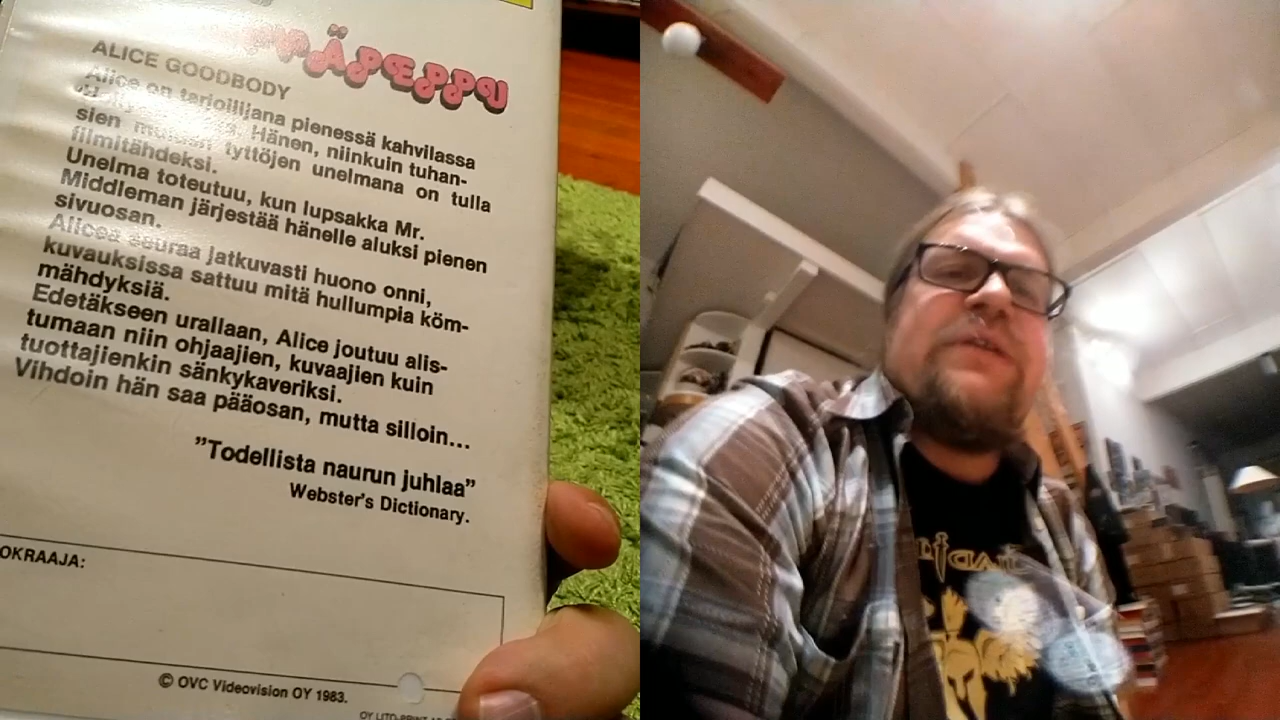 ÄPEPPU
ALICE GOODBODY
Alice on tarjoilijana pienessä kahvilassa
Hänen, niinkuin tuhan-
sien muiden tyttöjen unelmana on tulla
filmitähdeksi.
Unelma toteutuu, kun lupsakka Mr.
Middleman järjestää hänelle aluksi pienen
sivuosan.
Alicea seuraa jatkuvasti huono onni,
kuvauksissa sattuu mitä hullumpia köm-
mähdyksiä.
Edetäkseen urallaan, Alice joutuu alis-
tumaan niin ohjaajien, kuvaajien kuin
tuottajienkin sänkykaveriksi.
Vihdoin hän saa pääosan, mutta silloin...
"Todellista naurun juhlaa"
Webster's Dictionary.
OKRAAJA:
© OVC Videovision OY 1983.